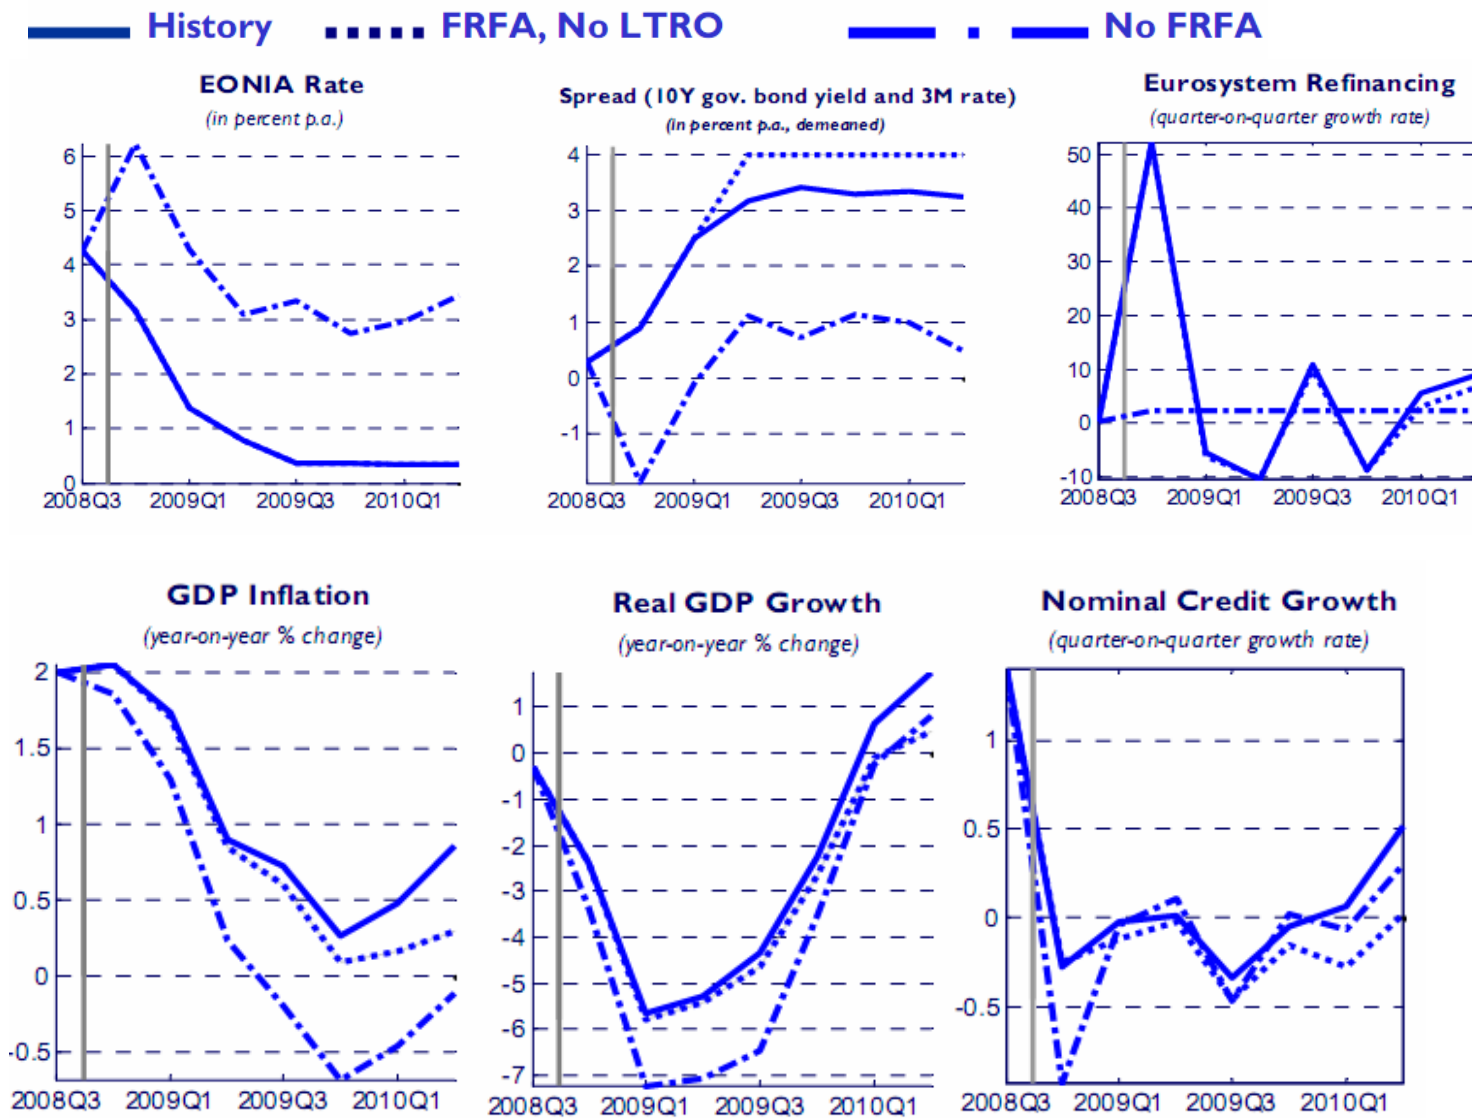 History FRFA, No LTRO No FRFA
EONIA Rate
(in percent p.a.)
6
5
4
3
2
1
0
2008Q3 2009Q1 2009Q3 2010Q1
Spread (10Y gov. bond yield and 3M rate)
(in percent p.a., demeaned)
4
3
2
1
0
-1
2008Q3 2009Q1 2009Q3 2010Q1
Eurosystem Refinancing
(quarter-on-quarter growth rate)
50
40
30
20
10
0
-10
2008Q3 2009Q1 2009Q3 2010Q1
GDP Inflation
(year-on-year % change)
2
1.5
1
0.5
0
-0.5
2008Q3 2009Q1 2009Q3 2010Q1
Real GDP Growth
(year-on-year % change)
1
0
-1
-2
-3
-4
-5
-6
-7
2008Q3 2009Q1 2009Q3 2010Q1
Nominal Credit Growth
(quarter-on-quarter growth rate)
1
0.5
0
-0.5
2008Q3 2009Q1 2009Q3 2010Q1